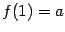 f(1) = a